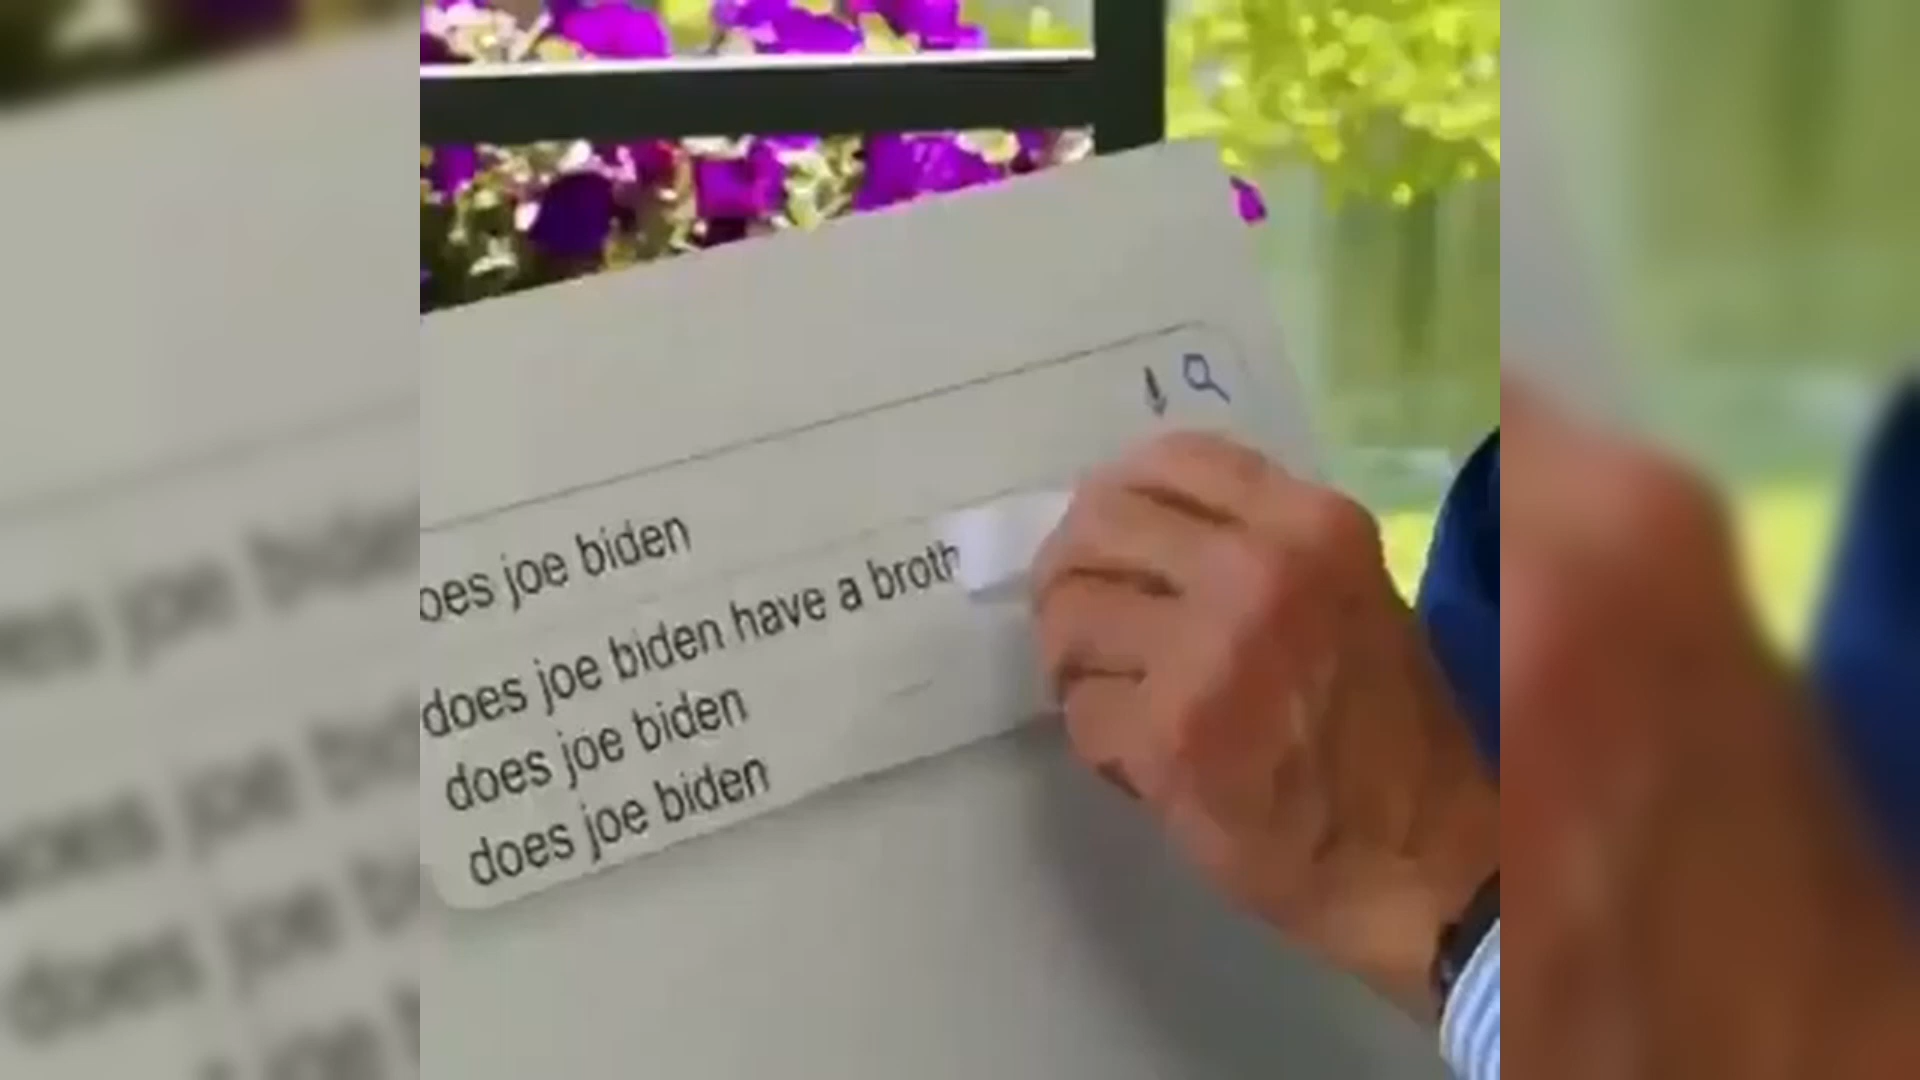 oes joe biden
does joe biden have a broth
does joe biden
does joe biden